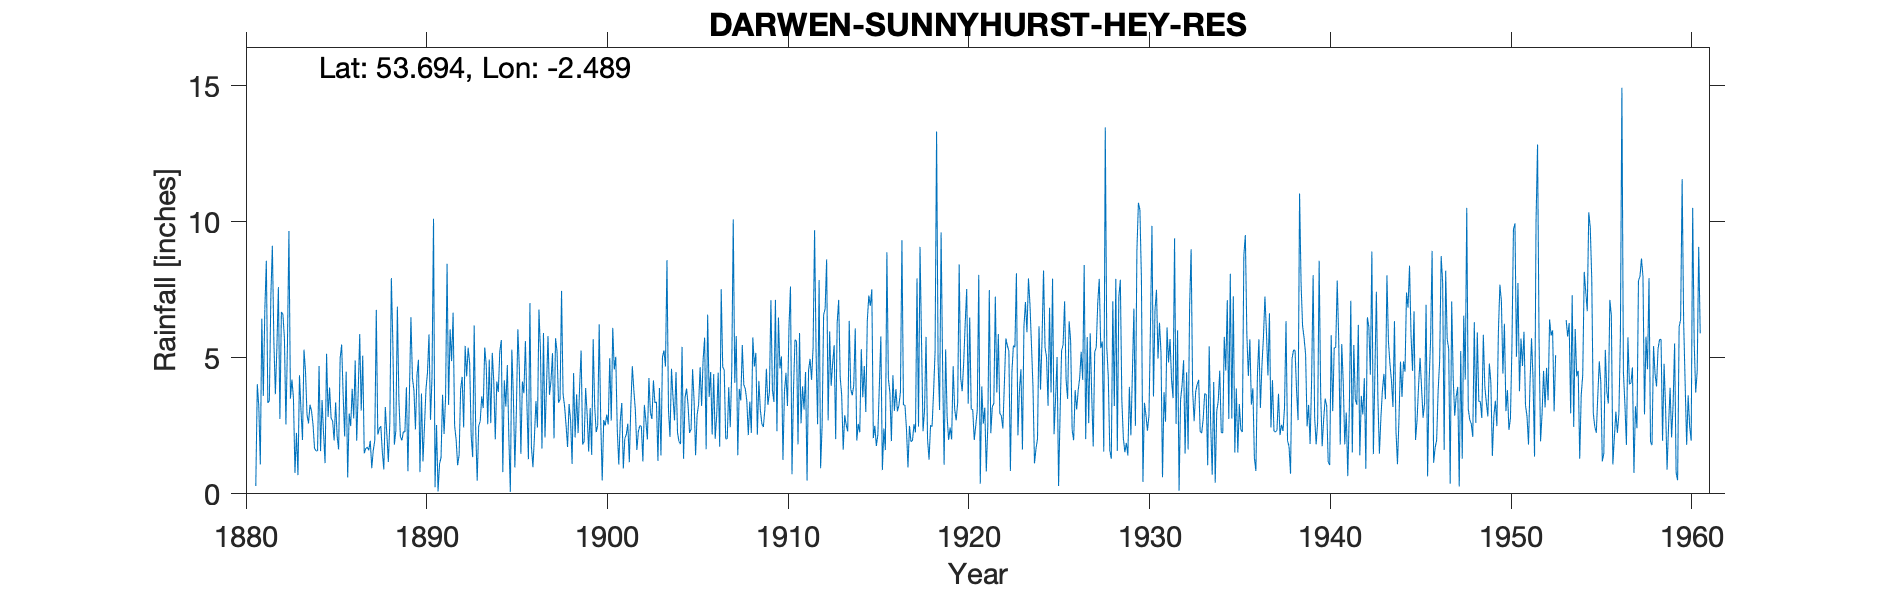 DARWEN-SUNNYHURST-HEY-RES
Lat: 53.694, Lon: -2.489
15
10
5
0
Rainfall [inches]
1880 1890 1900 1910 1920 1930 1940 1950 1960
Year